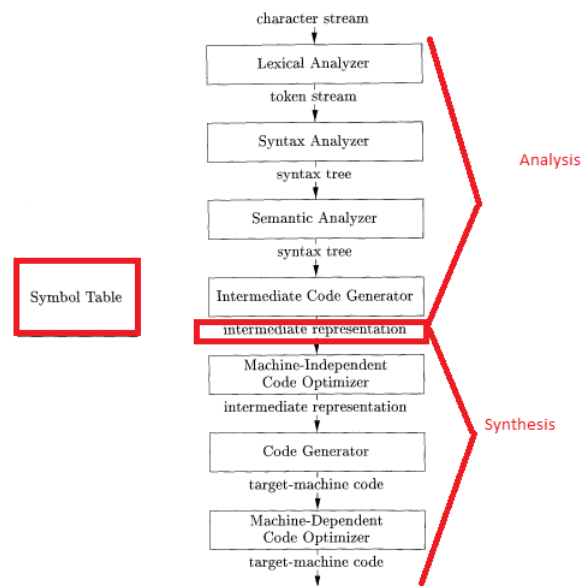 character stream
Lexical Analyzer
token stream
Syntax Analyzer
Analysis
syntax tree
Semantic Analyzer
syntax tree
Symbol Table
Intermediate Code Generator
intermediate representation
Machine-Independent
Code Optimizer
intermediate representation
Synthesis
Code Generator
target-machine code
Machine-Dependent
Code Optimizer
target-machine code